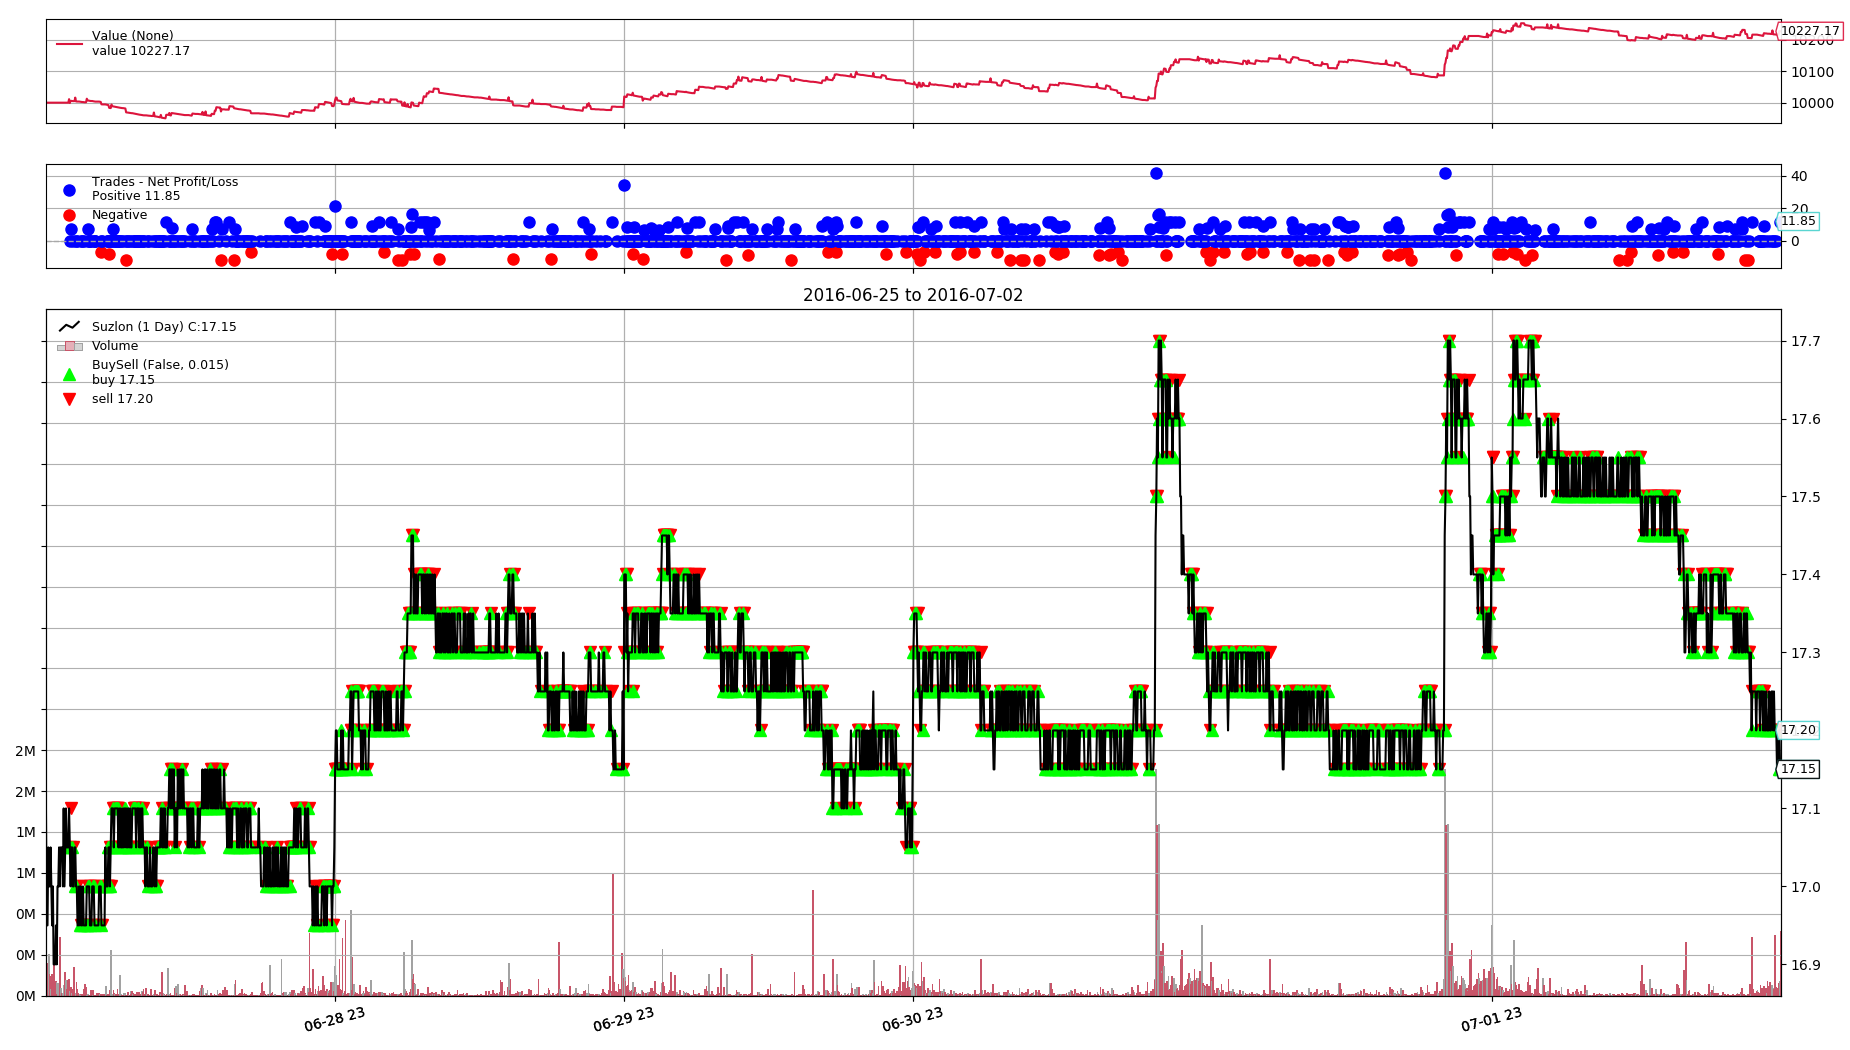 Value (None)
value 10227.17
10227.17
10200
10100
10000
Trades - Net Profit/Loss
Positive 11.85
Negative
40
20
11.85
0
2016-06-25 to 2016-07-02
Suzlon (1 Day) C:17.15
Volume
BuySell (False, 0.015)
buy 17.15
sell 17.20
17.7
17.6
17.5
17.4
17.3
17.20
17.15
17.1
17.0
16.9
2M
2M
1M
1M
0M
0M
0M
06-28 23
06-29 23
06-30 23
07-01 23